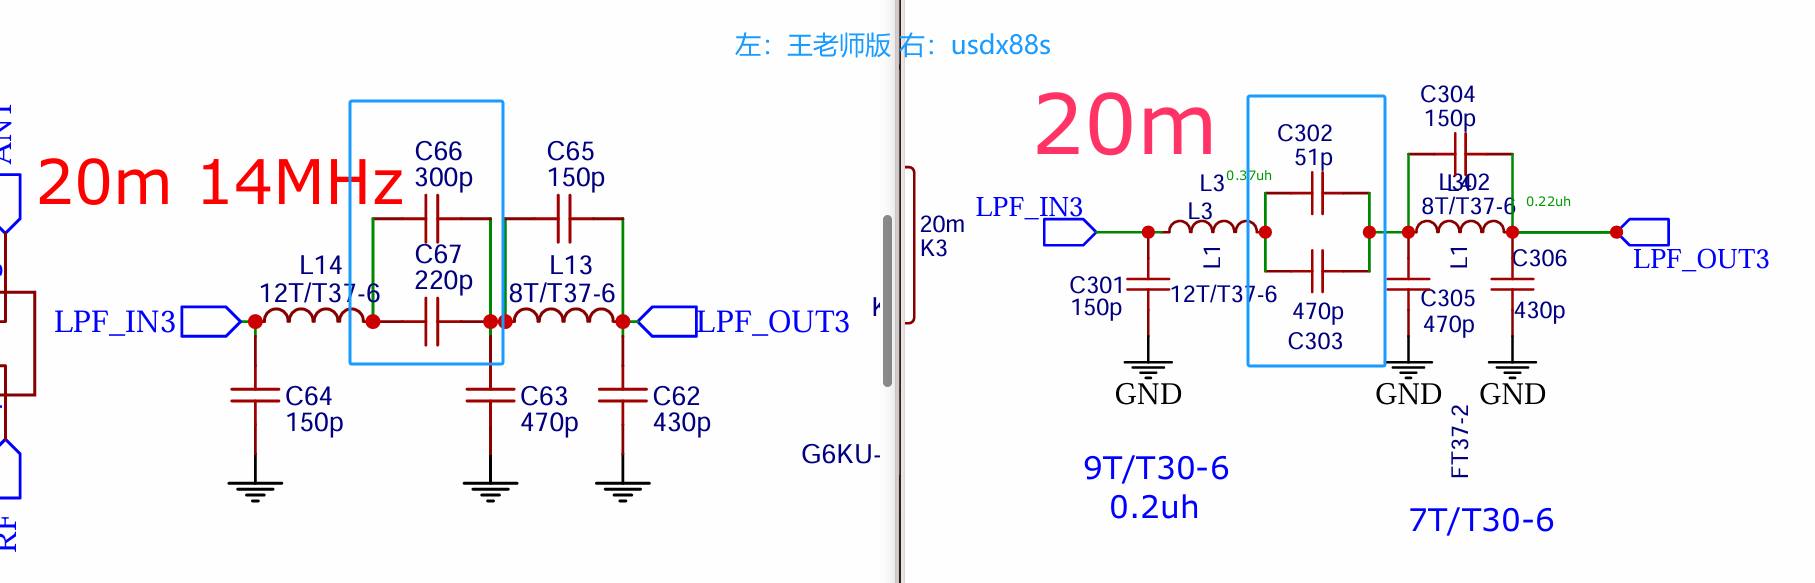 左：王老师版 右：usdx88s
ANT
20m 14MHz
C66
300p
C65
150p
C67
220p
L14
12T/T37-6
L13
8T/T37-6
LPF_IN3
LPF_OUT3
C64
150p
C63
470p
C62
430p
RF
G6KU-
20m
K3
20m
C304
150p
C302
51p
L3
0.37uh
L302
8T/T37-6
0.22uh
LPF_IN3
L3
L1
L1
C306
LPF_OUT3
C301
150p
12T/T37-6
470p
C303
C305
470p
430p
GND
GND
GND
FT37-2
9T/T30-6
0.2uh
7T/T30-6